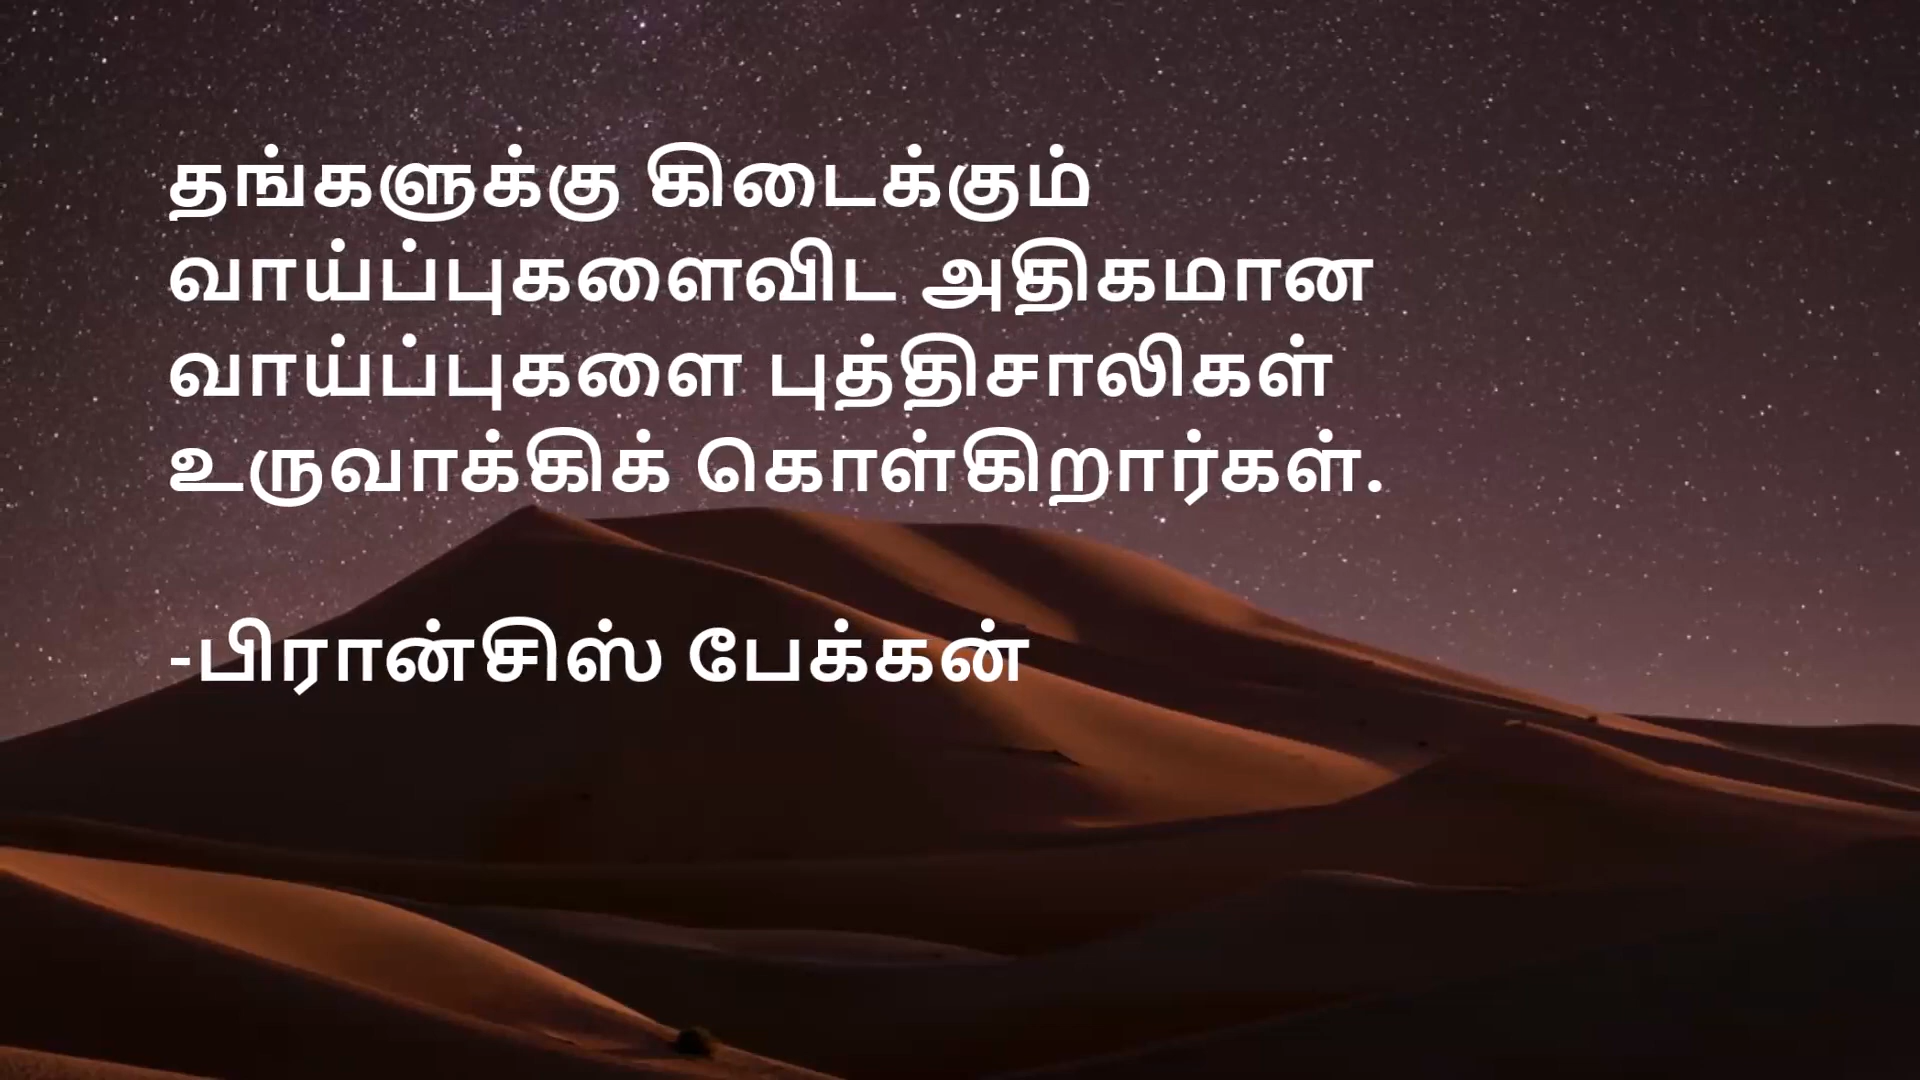 தங்களுக்கு கிடைக்கும்
வாய்ப்புகளைவிட அதிகமான
வாய்ப்புகளை புத்திசாலிகள்
உருவாக்கிக் கொள்கிறார்கள்.
-பிரான்சிஸ் பேக்கன்